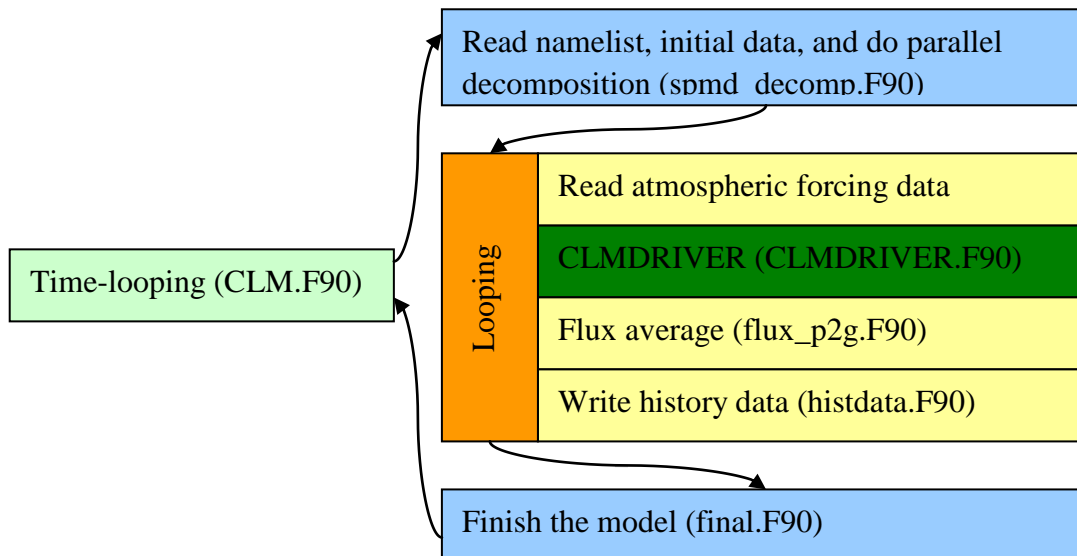 Read namelist, initial data, and do parallel
decomposition (spmd_decomp.F90)
Time-looping (CLM.F90)
Looping
Read atmospheric forcing data
CLMDRIVER (CLMDRIVER.F90)
Flux average (flux_p2g.F90)
Write history data (histdata.F90)
Finish the model (final.F90)